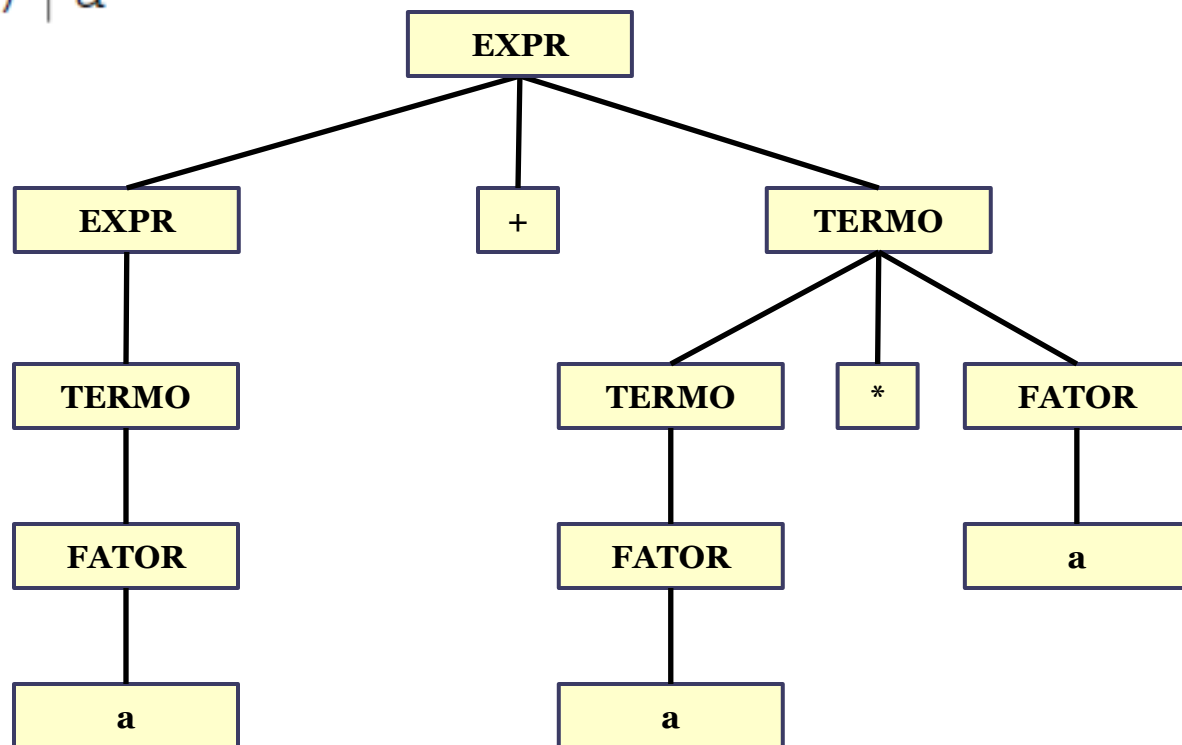 ) | a
EXPR
EXPR + TERMO
TERMO TERMO * FATOR
FATOR FATOR a
a a